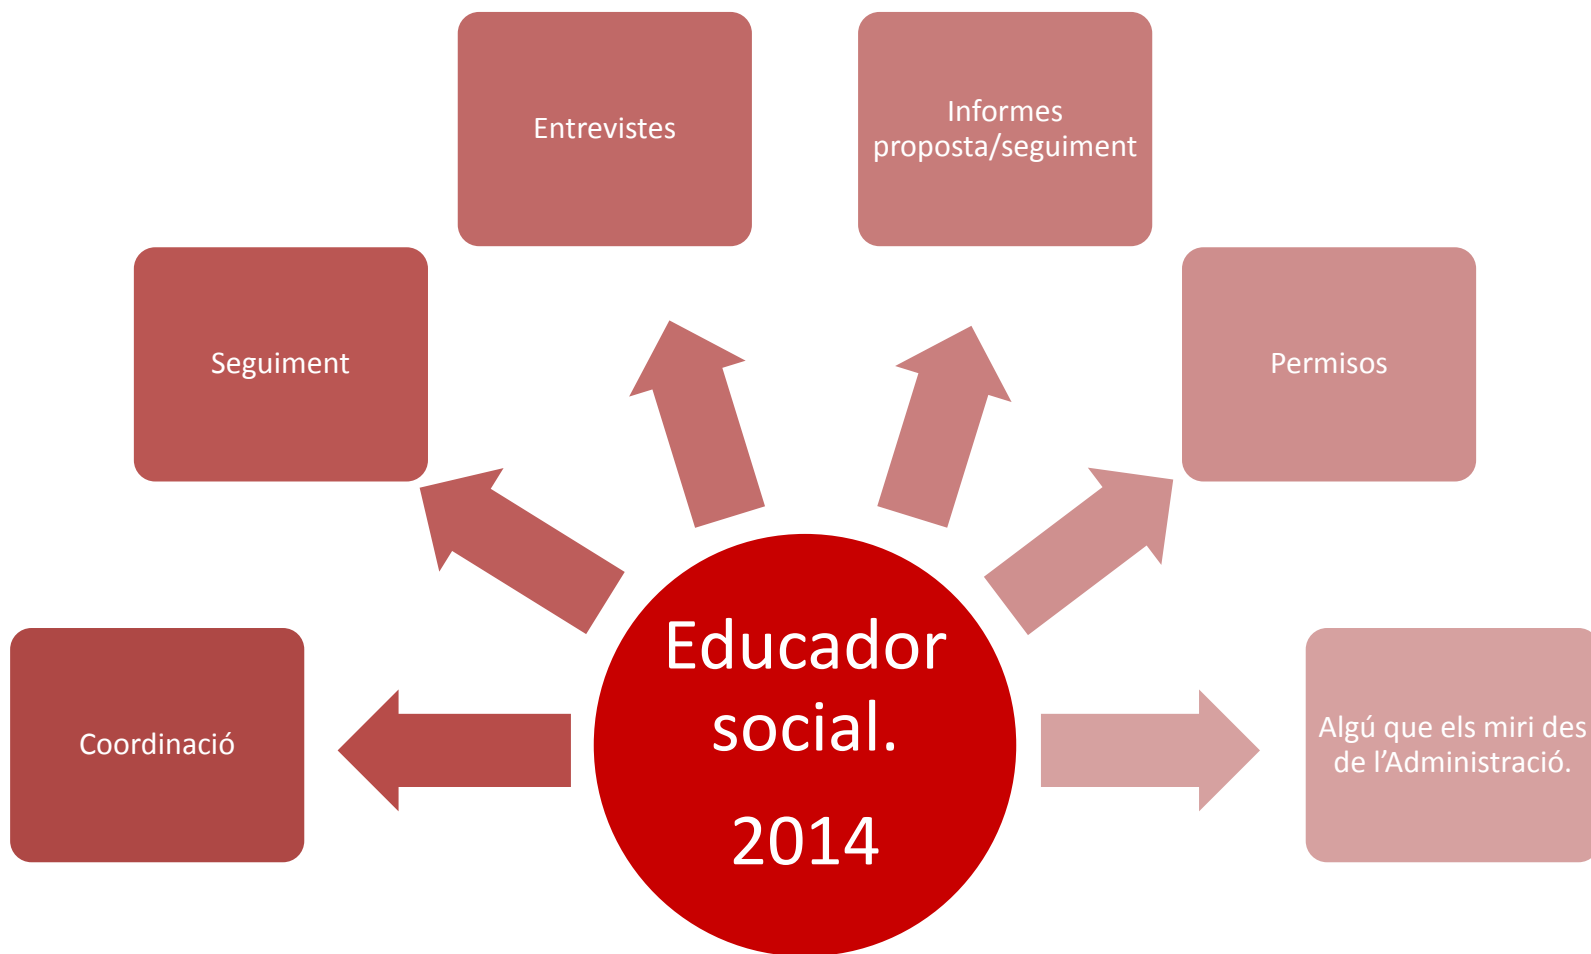 Entrevistes
Informes
proposta/seguiment
Seguiment
Permisos
Coordinació
Educador
social.
2014
Algú que els miri des
de l’Administració.